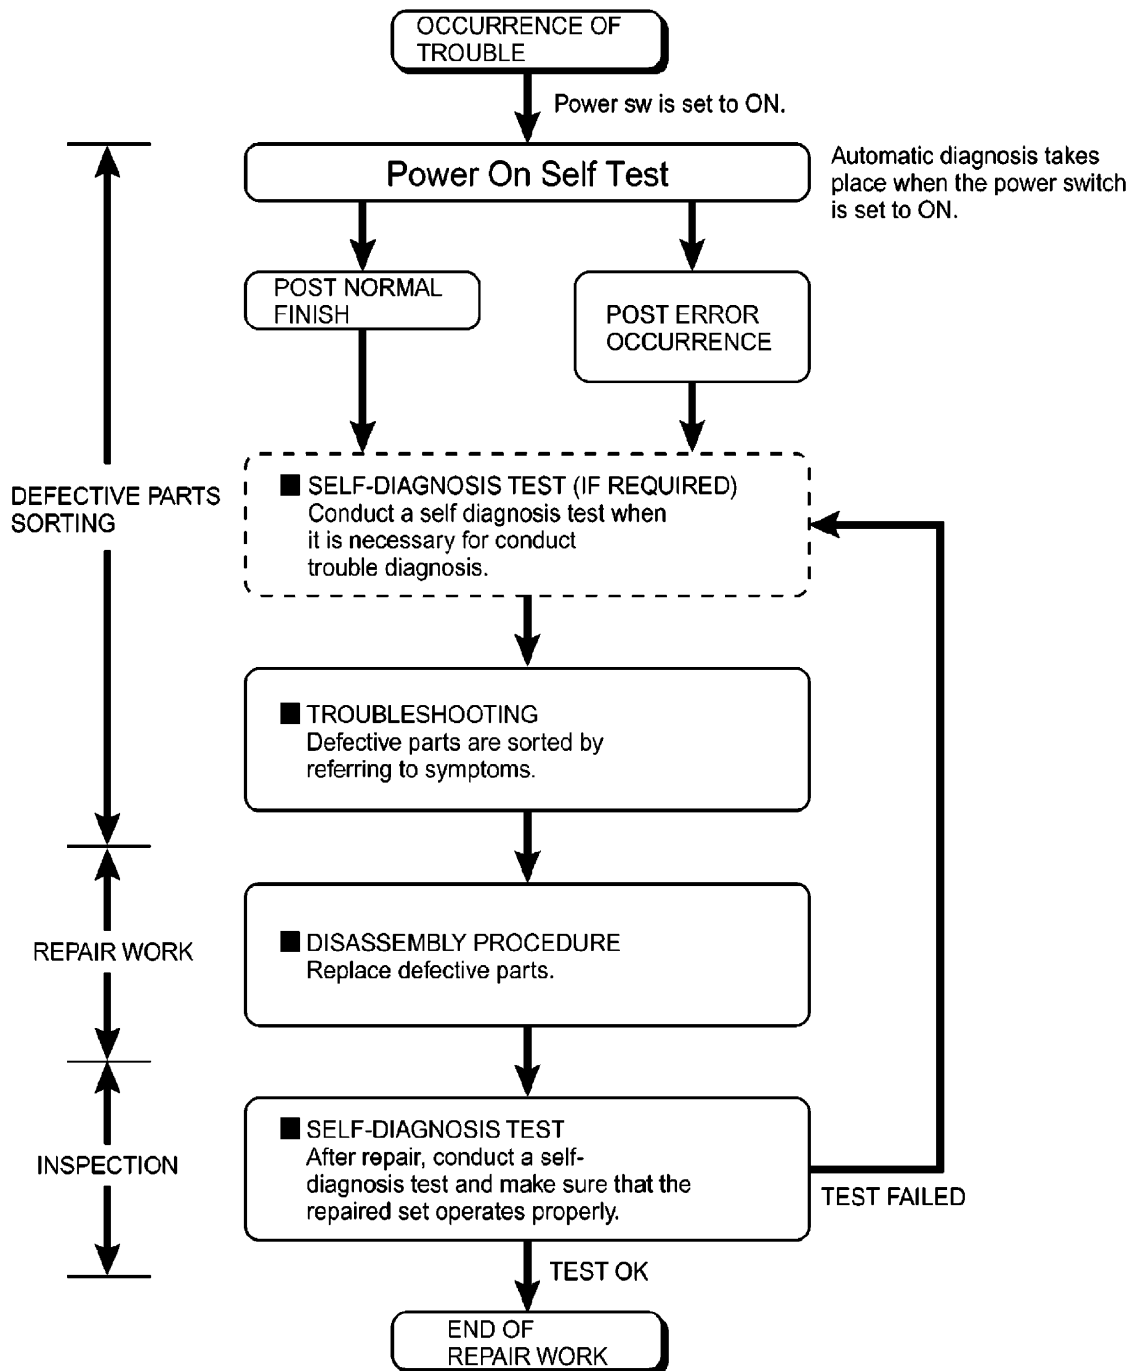 OCCURRENCE OF
TROUBLE
Power sw is set to ON.
Power On Self Test
Automatic diagnosis takes
place when the power switch
is set to ON.
POST NORMAL
FINISH
POST ERROR
OCCURRENCE
DEFECTIVE PARTS
SORTING
■ SELF-DIAGNOSIS TEST (IF REQUIRED)
Conduct a self diagnosis test when
it is necessary for conduct
trouble diagnosis.
■ TROUBLESHOOTING
Defective parts are sorted by
referring to symptoms.
REPAIR WORK
■ DISASSEMBLY PROCEDURE
Replace defective parts.
INSPECTION
■ SELF-DIAGNOSIS TEST
After repair, conduct a self-
diagnosis test and make sure that the
repaired set operates properly.
TEST FAILED
TEST OK
END OF
REPAIR WORK